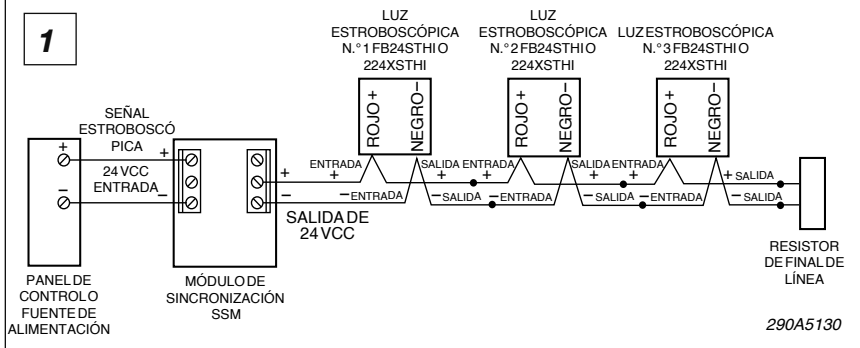 1
LUZ
ESTROBOSCÓPICA
N.° 1 FB24STHI O
224XSTHI
LUZ
ESTROBOSCÓPICA
N.° 2 FB24STHI O
224XSTHI
LUZ ESTROBOSCÓPICA
N.° 3 FB24STHI O
224XSTHI
ROJO +
NEGRO –
ROJO +
NEGRO –
ROJO +
NEGRO –
SEÑAL
ESTROBOSCÓ
PICA
24 VCC
ENTRADA
+
–
+
–
+
–
SALIDA DE
24 VCC
ENTRADA
+
SALIDA
+
ENTRADA
+
SALIDA
+
ENTRADA
+
+ SALIDA
– ENTRADA
– SALIDA
– ENTRADA
– SALIDA
– ENTRADA
– SALIDA
PANEL DE
CONTROL O
FUENTE DE
ALIMENTACIÓN
MÓDULO DE
SINCRONIZACIÓN
SSM
RESISTOR
DE FINAL DE
LÍNEA
290A5130